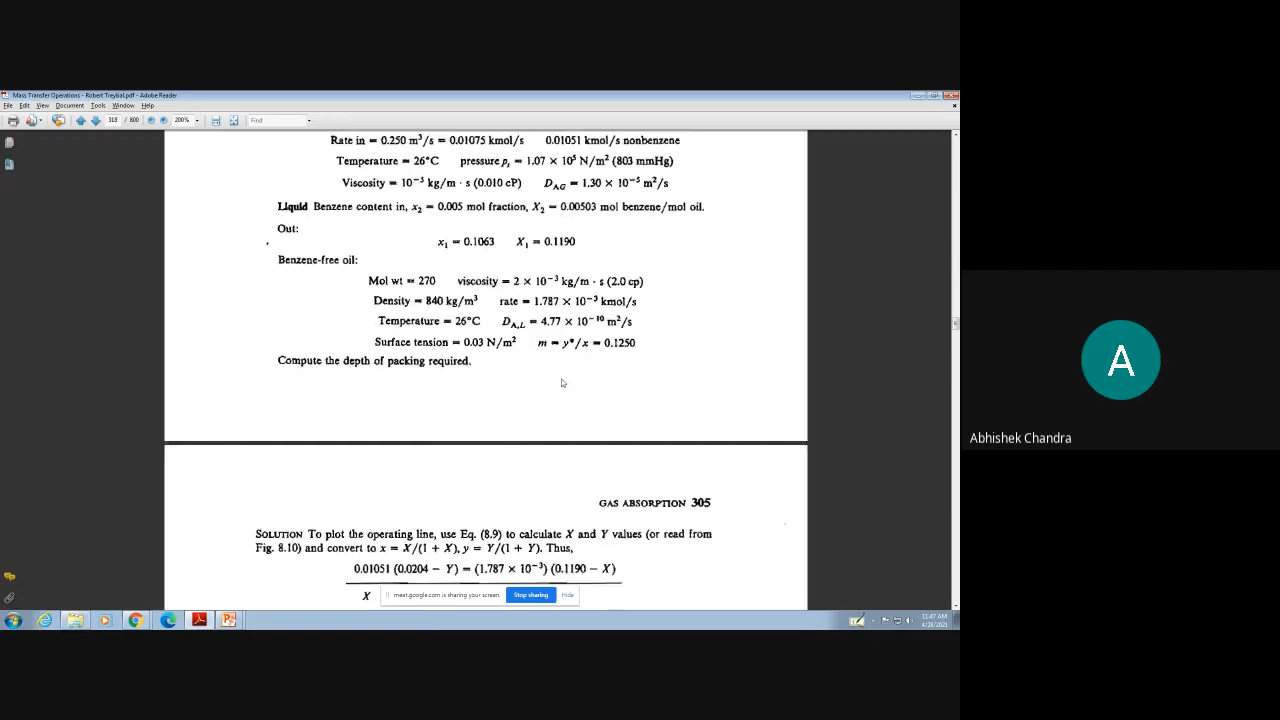 Mass Transfer Operations - Robert Treybal.pdf - Adobe Reader
File Edit View Document Tools Window Help
318 / 800 200% Find
Rate in = 0.250 m³/s = 0.01075 kmol/s 0.01051 kmol/s nonbenzene
Temperature = 26°C pressure pₜ = 1.07 × 10⁵ N/m² (803 mmHg)
Viscosity = 10⁻⁵ kg/m · s (0.010 cP) D_AG = 1.30 × 10⁻⁵ m²/s
Liquid Benzene content in, x₂ = 0.005 mol fraction, X₂ = 0.00503 mol benzene/mol oil.
Out:
x₁ = 0.1063 X₁ = 0.1190
Benzene-free oil:
Mol wt = 270 viscosity = 2 × 10⁻³ kg/m · s (2.0 cp)
Density = 840 kg/m³ rate = 1.787 × 10⁻³ kmol/s
Temperature = 26°C D_A,L = 4.77 × 10⁻¹⁰ m²/s
Surface tension = 0.03 N/m² m = y*/x = 0.1250
Compute the depth of packing required.
GAS ABSORPTION 305
SOLUTION To plot the operating line, use Eq. (8.9) to calculate X and Y values (or read from
Fig. 8.10) and convert to x = X/(1 + X), y = Y/(1 + Y). Thus,
0.01051 (0.0204 − Y) = (1.787 × 10⁻³) (0.1190 − X)
X
meet.google.com is sharing your screen. Stop sharing Hide
11:47 AM
4/28/2021
A
Abhishek Chandra